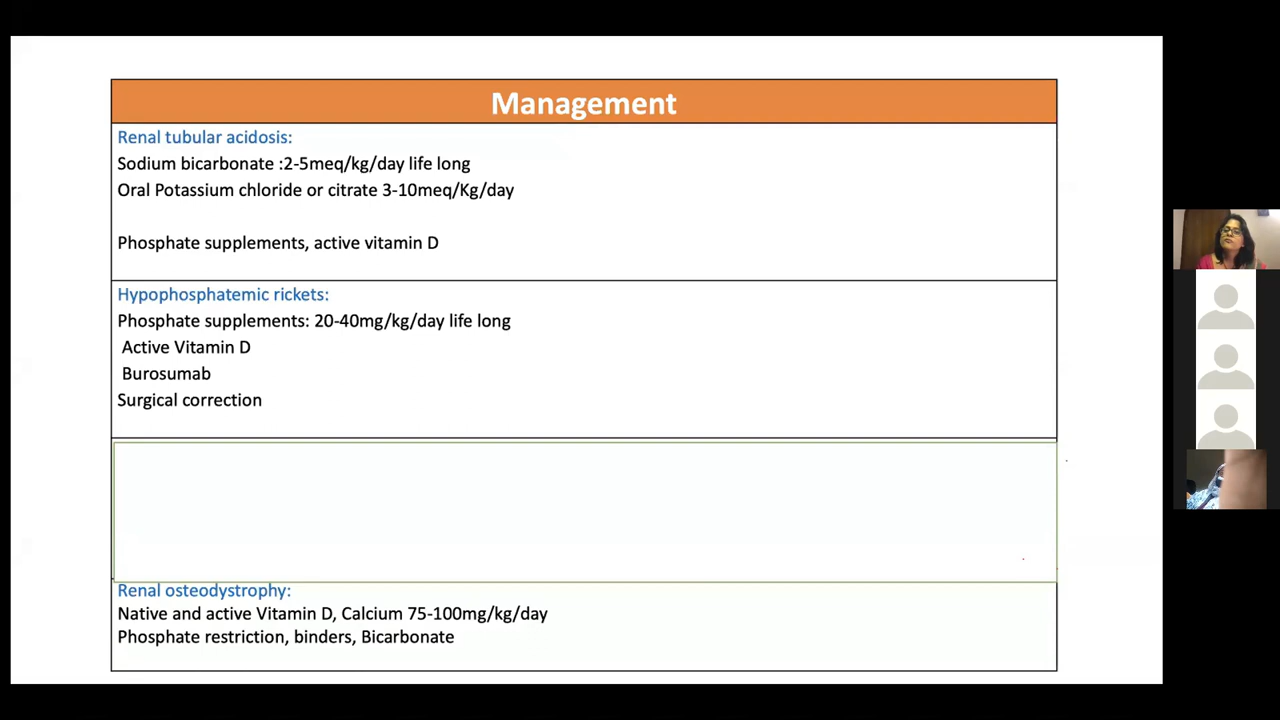 Management
Renal tubular acidosis:
Sodium bicarbonate :2-5meq/kg/day life long
Oral Potassium chloride or citrate 3-10meq/Kg/day
Phosphate supplements, active vitamin D
Hypophosphatemic rickets:
Phosphate supplements: 20-40mg/kg/day life long
Active Vitamin D
Burosumab
Surgical correction
Renal osteodystrophy:
Native and active Vitamin D, Calcium 75-100mg/kg/day
Phosphate restriction, binders, Bicarbonate